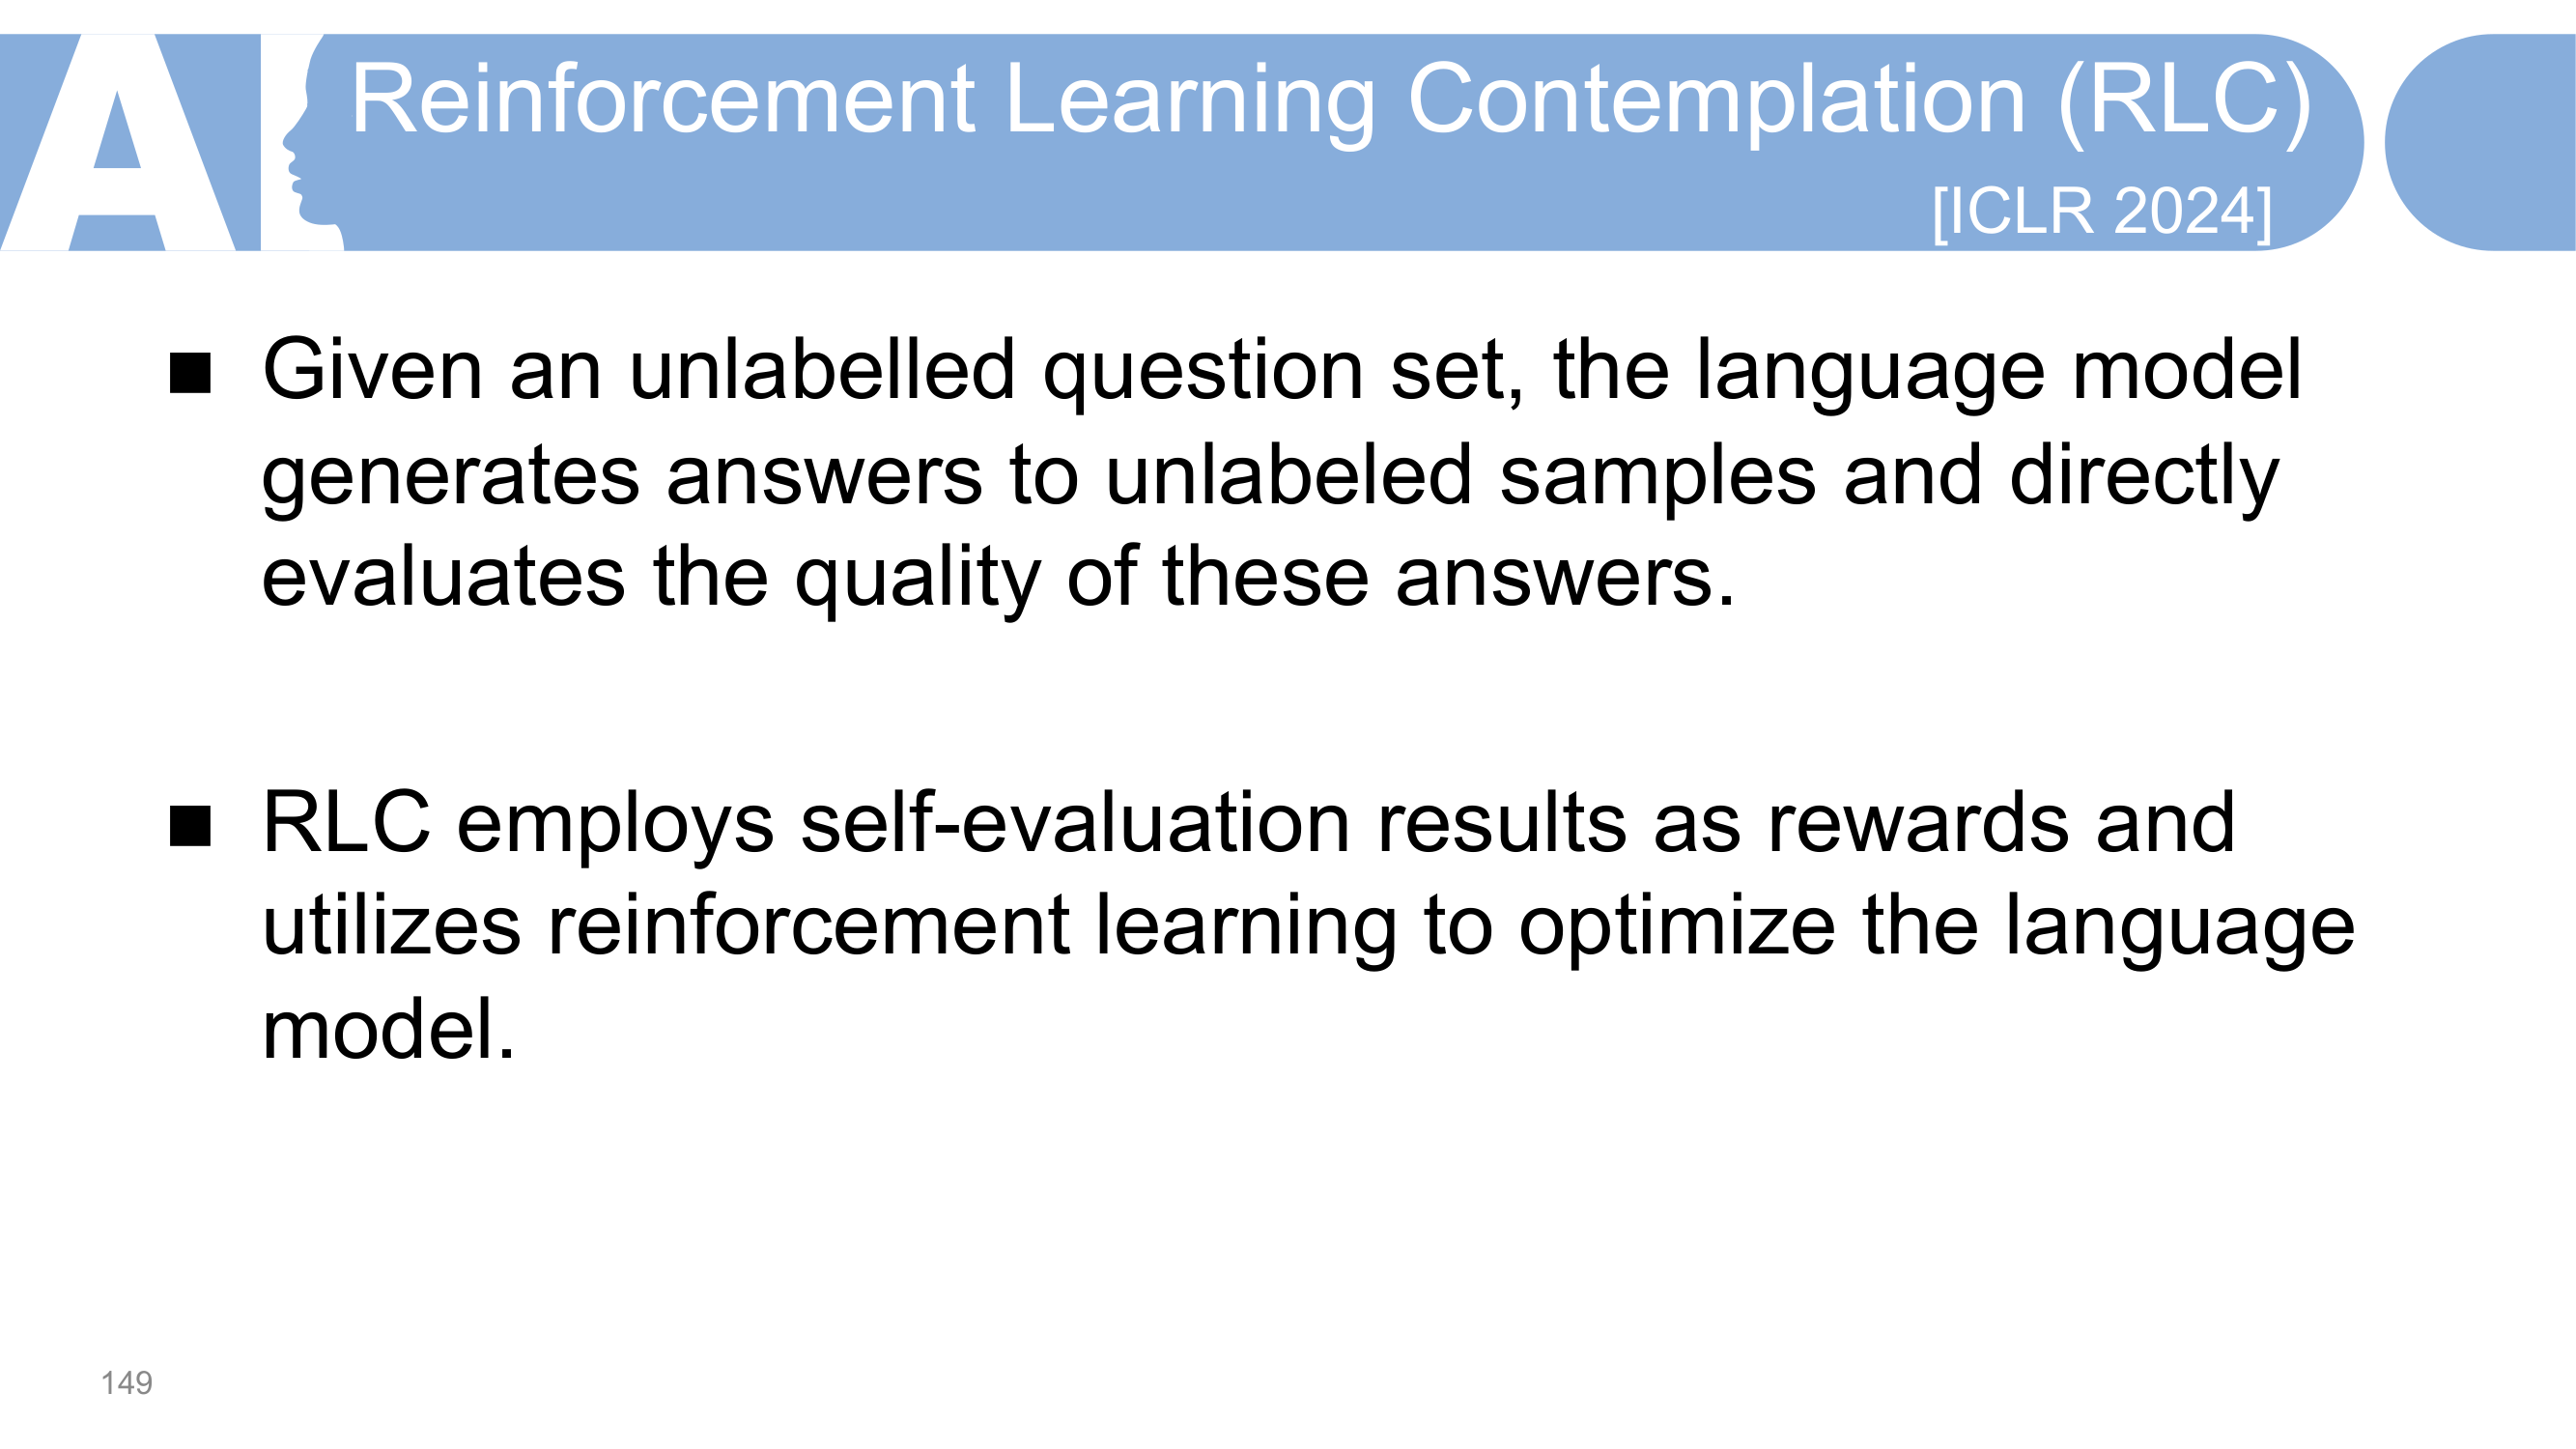 AI
Reinforcement Learning Contemplation (RLC)
[ICLR 2024]
■ Given an unlabelled question set, the language model
generates answers to unlabeled samples and directly
evaluates the quality of these answers.
■ RLC employs self-evaluation results as rewards and
utilizes reinforcement learning to optimize the language
model.
149